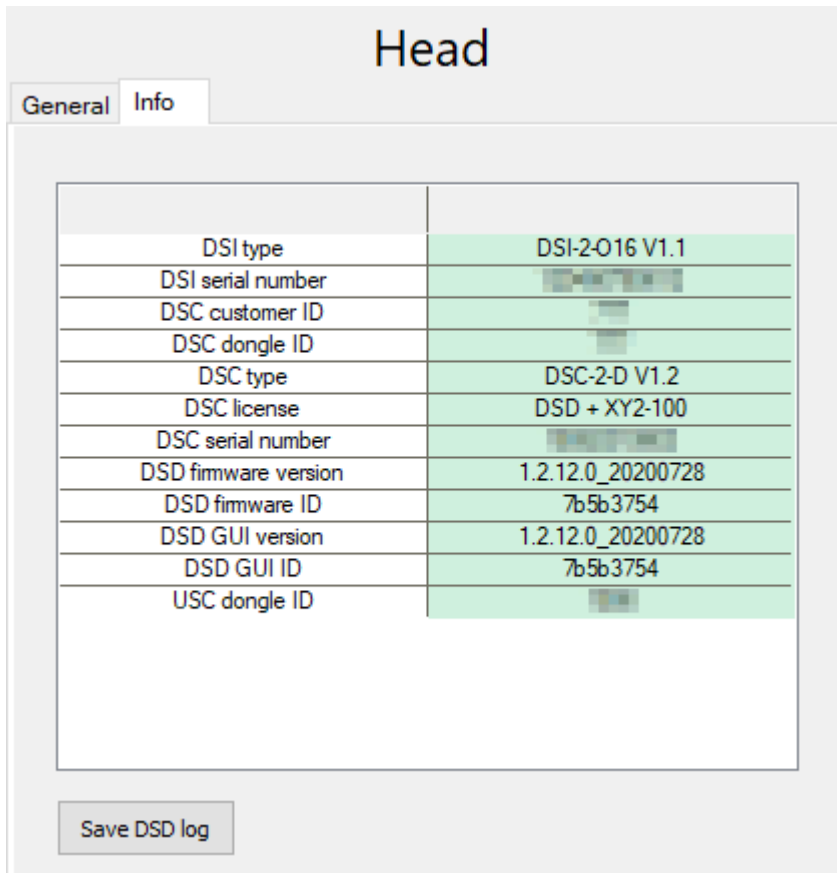 Head
General Info
DSI type DSI-2-O16 V1.1
DSI serial number
DSC customer ID
DSC dongle ID
DSC type DSC-2-D V1.2
DSC license DSD + XY2-100
DSC serial number
DSD firmware version 1.2.12.0_20200728
DSD firmware ID 7b5b3754
DSD GUI version 1.2.12.0_20200728
DSD GUI ID 7b5b3754
USC dongle ID
Save DSD log